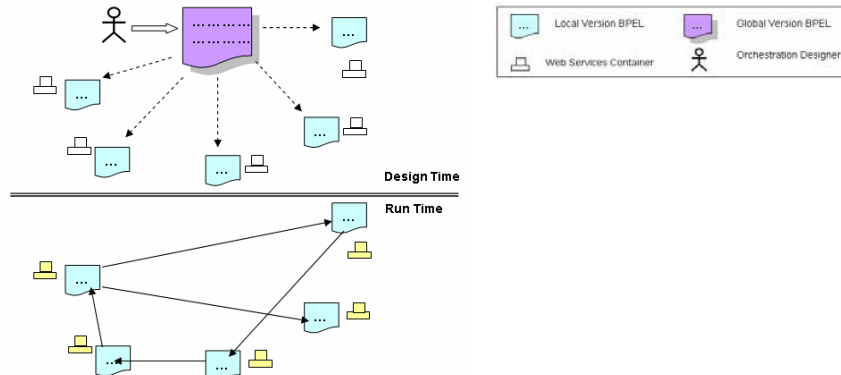 ... ... ... ...
... ... ... ...
...
...
...
...
...
Design Time
Run Time
...
...
...
...
...
... Local Version BPEL
... Global Version BPEL
Web Services Container
Orchestration Designer